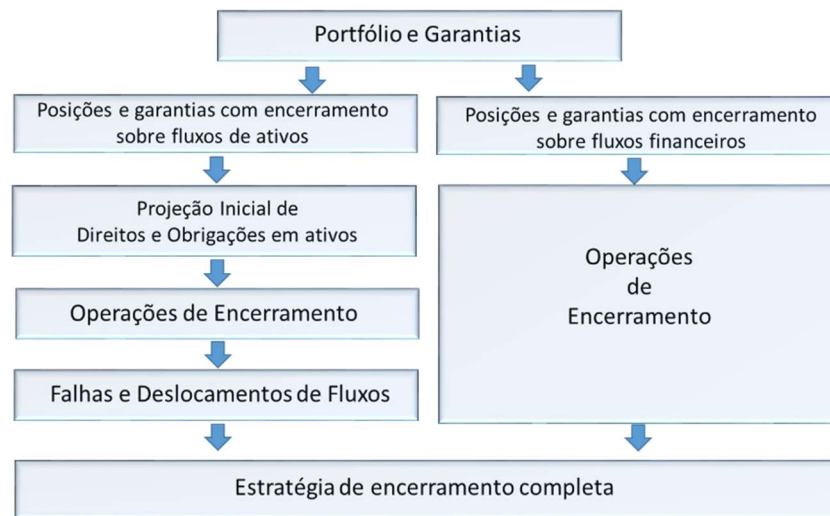 Portfólio e Garantias
Posições e garantias com encerramento
sobre fluxos de ativos
Posições e garantias com encerramento
sobre fluxos financeiros
Projeção Inicial de
Direitos e Obrigações em ativos
Operações de Encerramento
Falhas e Deslocamentos de Fluxos
Operações
de
Encerramento
Estratégia de encerramento completa